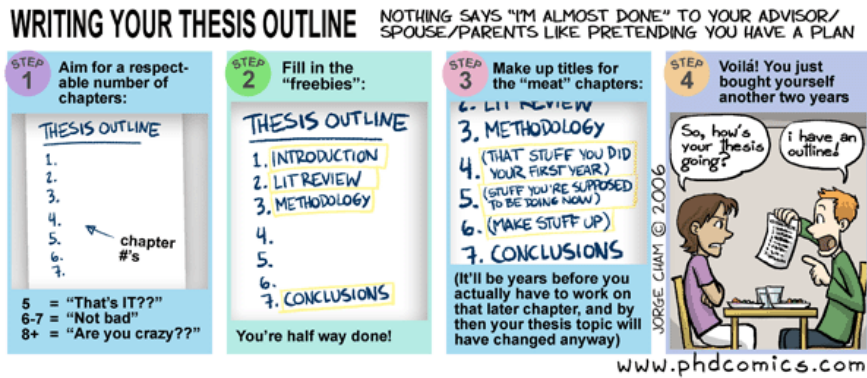 WRITING YOUR THESIS OUTLINE
NOTHING SAYS "I'M ALMOST DONE" TO YOUR ADVISOR/
SPOUSE/PARENTS LIKE PRETENDING YOU HAVE A PLAN
STEP
1
Aim for a respect-
able number of
chapters:
THESIS OUTLINE
1.
2.
3.
4.
5.
6.
7.
chapter
#'s
5 = "That's IT??"
6-7 = "Not bad"
8+ = "Are you crazy??"
STEP
2
Fill in the
"freebies":
THESIS OUTLINE
1. INTRODUCTION
2. LIT REVIEW
3. METHODOLOGY
4.
5.
6.
7. CONCLUSIONS
You're half way done!
STEP
3
Make up titles for
the "meat" chapters:
2. LIT REVIEW
3. METHODOLOGY
4. (THAT STUFF YOU DID
YOUR FIRST YEAR)
5. (STUFF YOU'RE SUPPOSED
TO BE DOING NOW)
6. (MAKE STUFF UP)
7. CONCLUSIONS
(It'll be years before you
actually have to work on
that later chapter, and by
then your thesis topic will
have changed anyway)
JORGE CHAM © 2006
STEP
4
Voilá! You just
bought yourself
another two years
So, how's
your thesis
going?
i have an
outline!
www.phdcomics.com